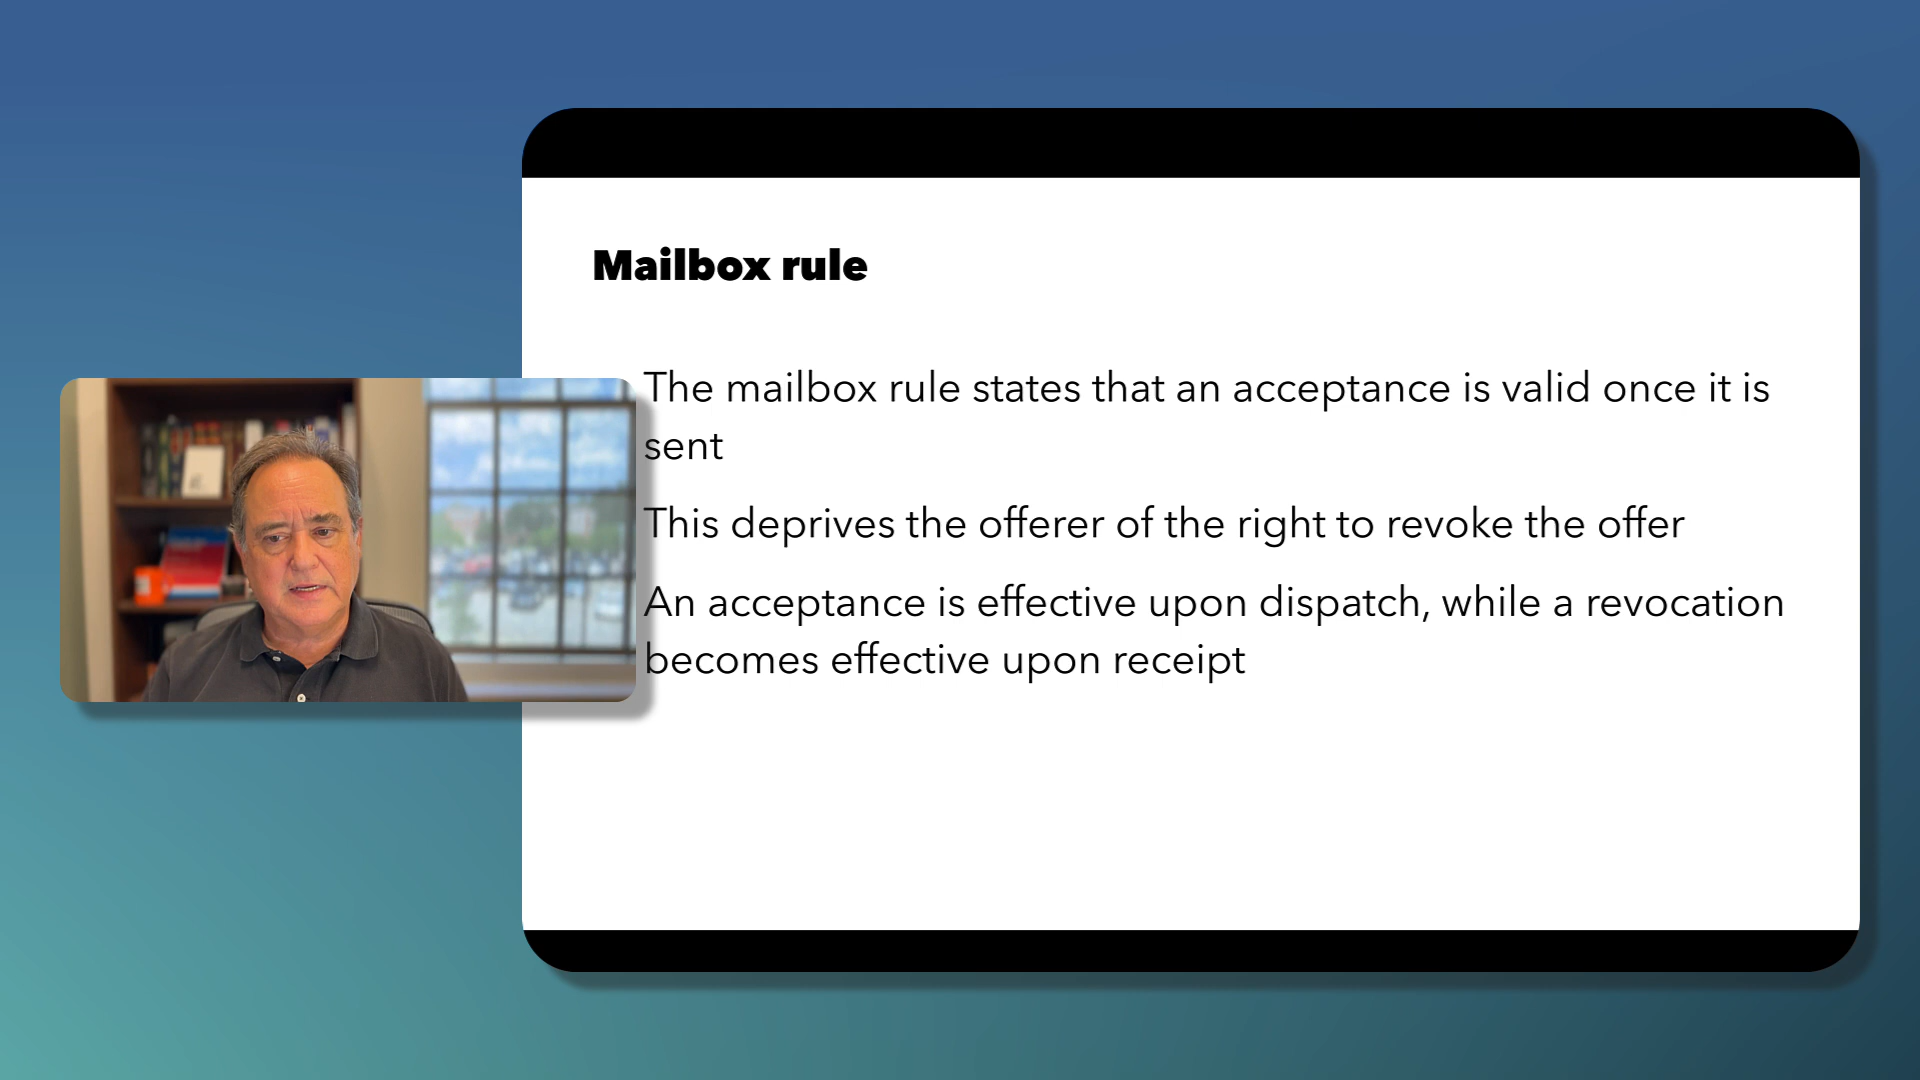 Mailbox rule
The mailbox rule states that an acceptance is valid once it is
sent
This deprives the offerer of the right to revoke the offer
An acceptance is effective upon dispatch, while a revocation
becomes effective upon receipt